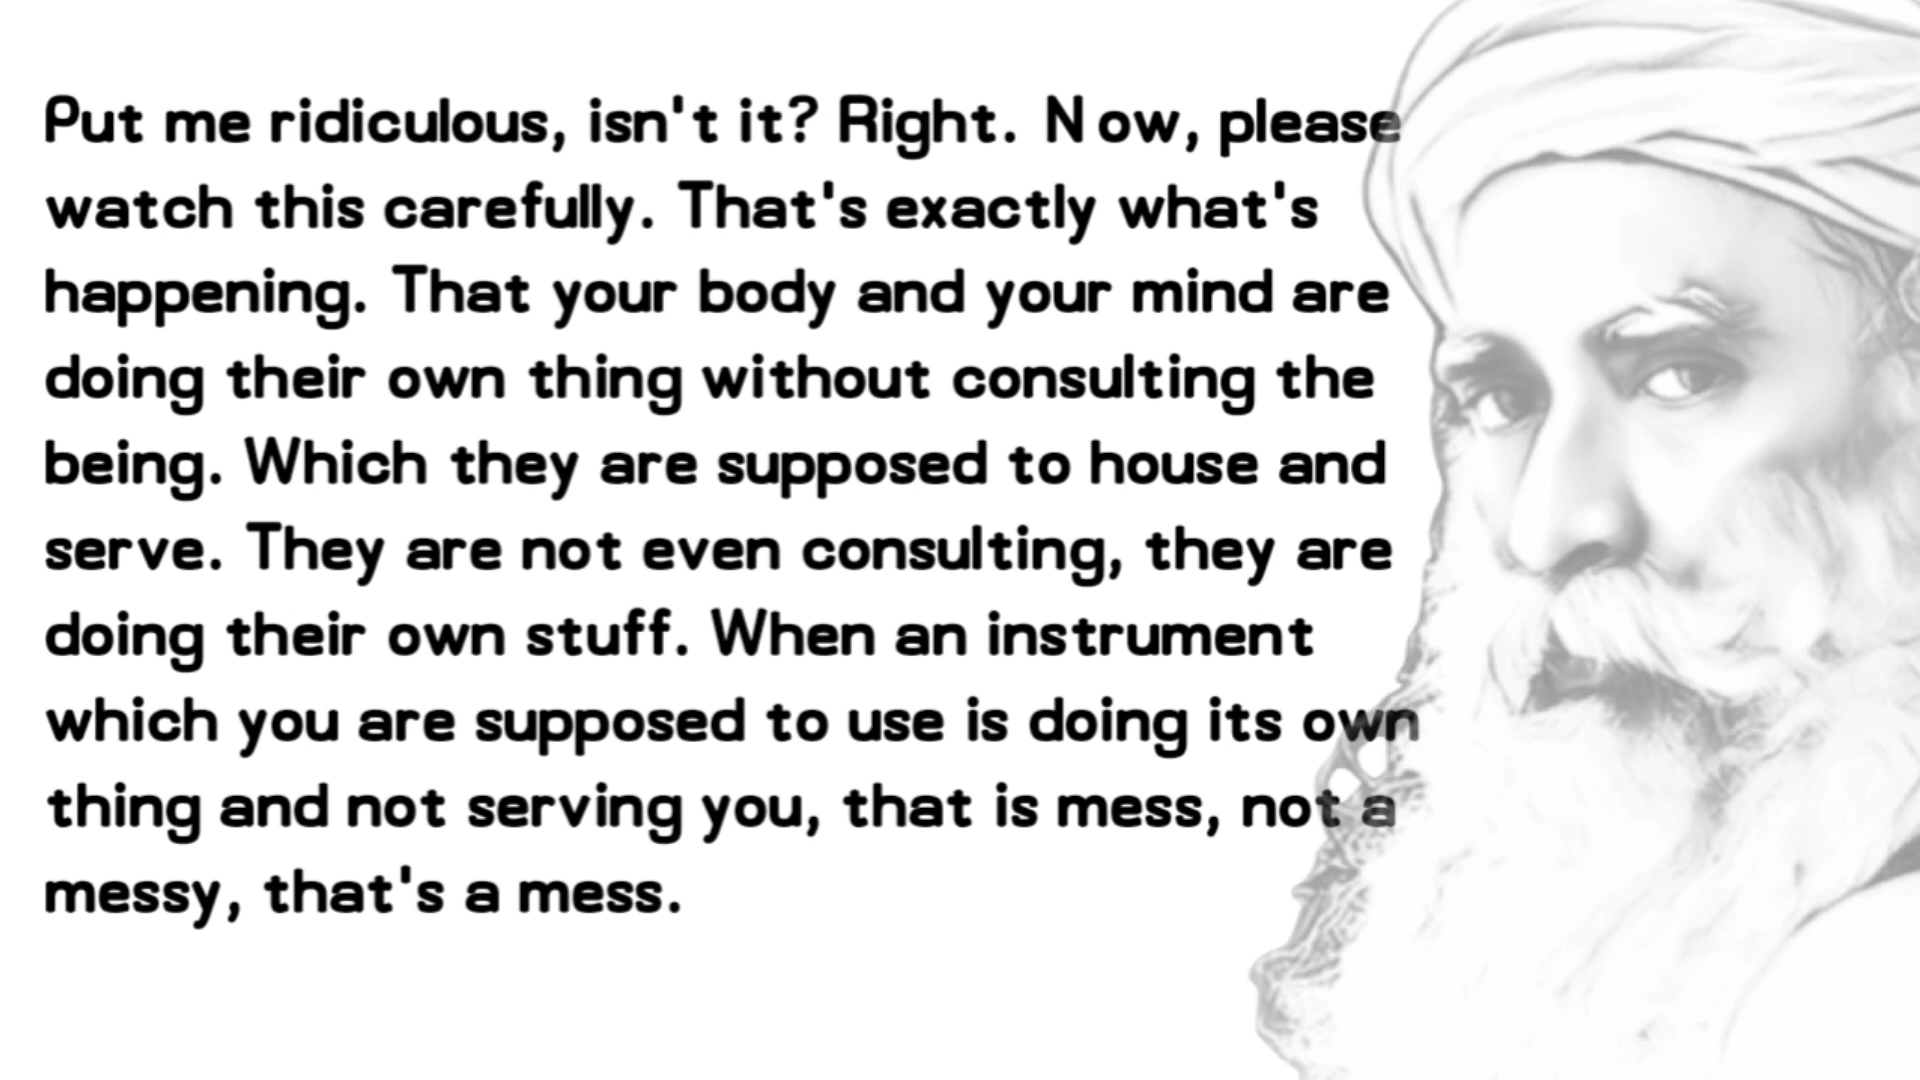 Put me ridiculous, isn't it? Right. Now, please
watch this carefully. That's exactly what's
happening. That your body and your mind are
doing their own thing without consulting the
being. Which they are supposed to house and
serve. They are not even consulting, they are
doing their own stuff. When an instrument
which you are supposed to use is doing its own
thing and not serving you, that is mess, not a
messy, that's a mess.